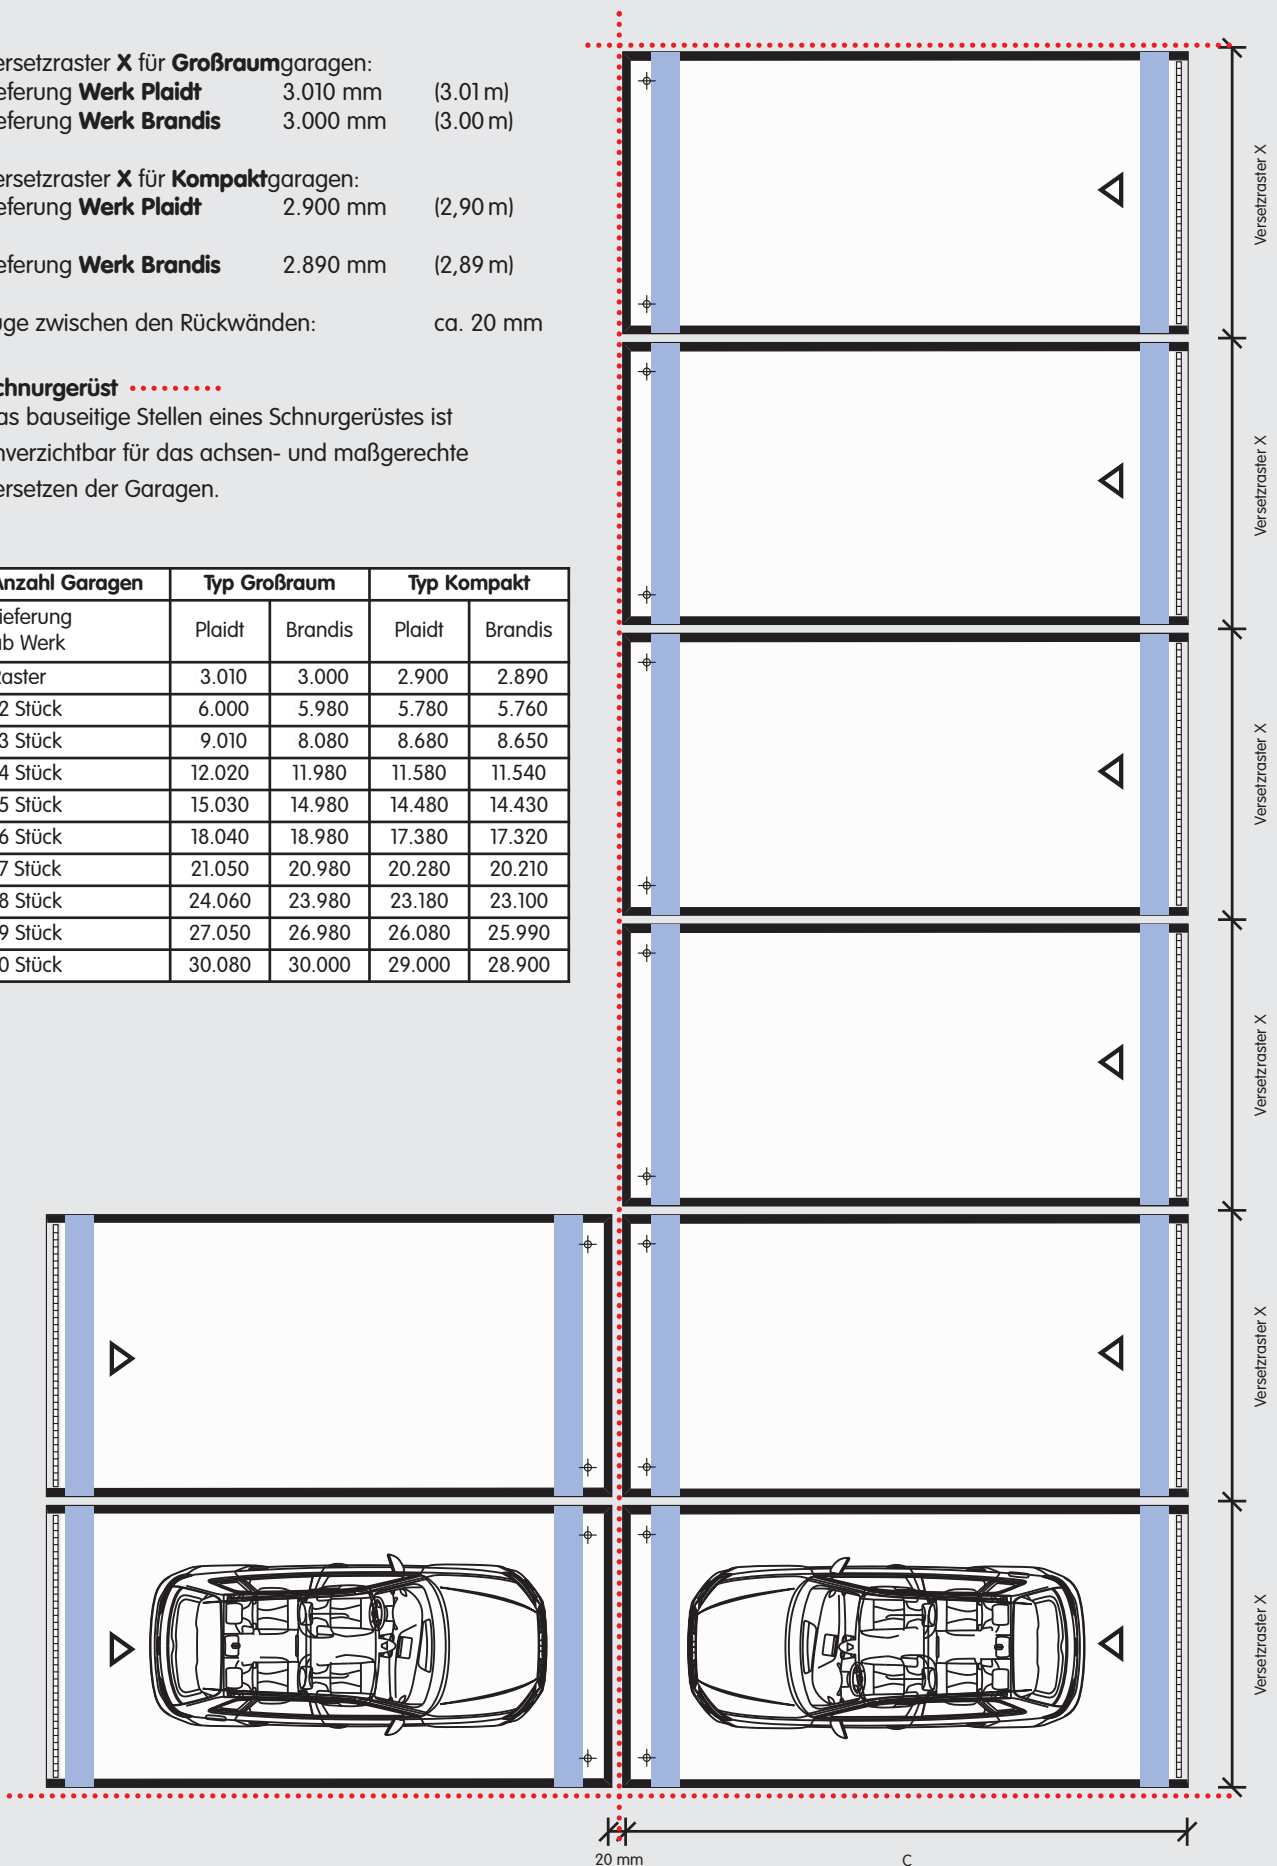 ersetzraster X für Großraumgaragen:
eferung Werk Plaidt 3.010 mm (3.01 m)
eferung Werk Brandis 3.000 mm (3.00 m)
ersetzraster X für Kompaktgaragen:
eferung Werk Plaidt 2.900 mm (2,90 m)
eferung Werk Brandis 2.890 mm (2,89 m)
uge zwischen den Rückwänden: ca. 20 mm
chnurgerüst
as bauseitige Stellen eines Schnurgerüstes ist
nverzichtbar für das achsen- und maßgerechte
ersetzen der Garagen.
Anzahl Garagen Typ Großraum Typ Kompakt
ieferung
ab Werk Plaidt Brandis Plaidt Brandis
Raster 3.010 3.000 2.900 2.890
2 Stück 6.000 5.980 5.780 5.760
3 Stück 9.010 8.080 8.680 8.650
4 Stück 12.020 11.980 11.580 11.540
5 Stück 15.030 14.980 14.480 14.430
6 Stück 18.040 18.980 17.380 17.320
7 Stück 21.050 20.980 20.280 20.210
8 Stück 24.060 23.980 23.180 23.100
9 Stück 27.050 26.980 26.080 25.990
0 Stück 30.080 30.000 29.000 28.900
Versetzraster X
Versetzraster X
Versetzraster X
Versetzraster X
Versetzraster X
Versetzraster X
20 mm C